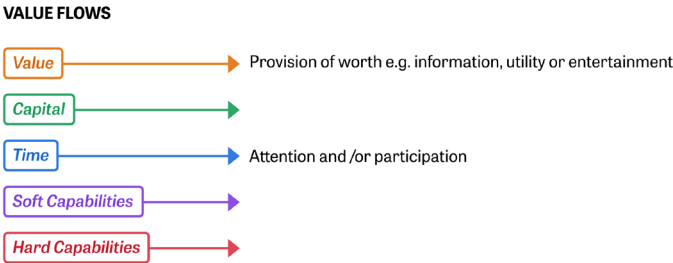 VALUE FLOWS
Value Provision of worth e.g. information, utility or entertainment
Capital
Time Attention and /or participation
Soft Capabilities
Hard Capabilities